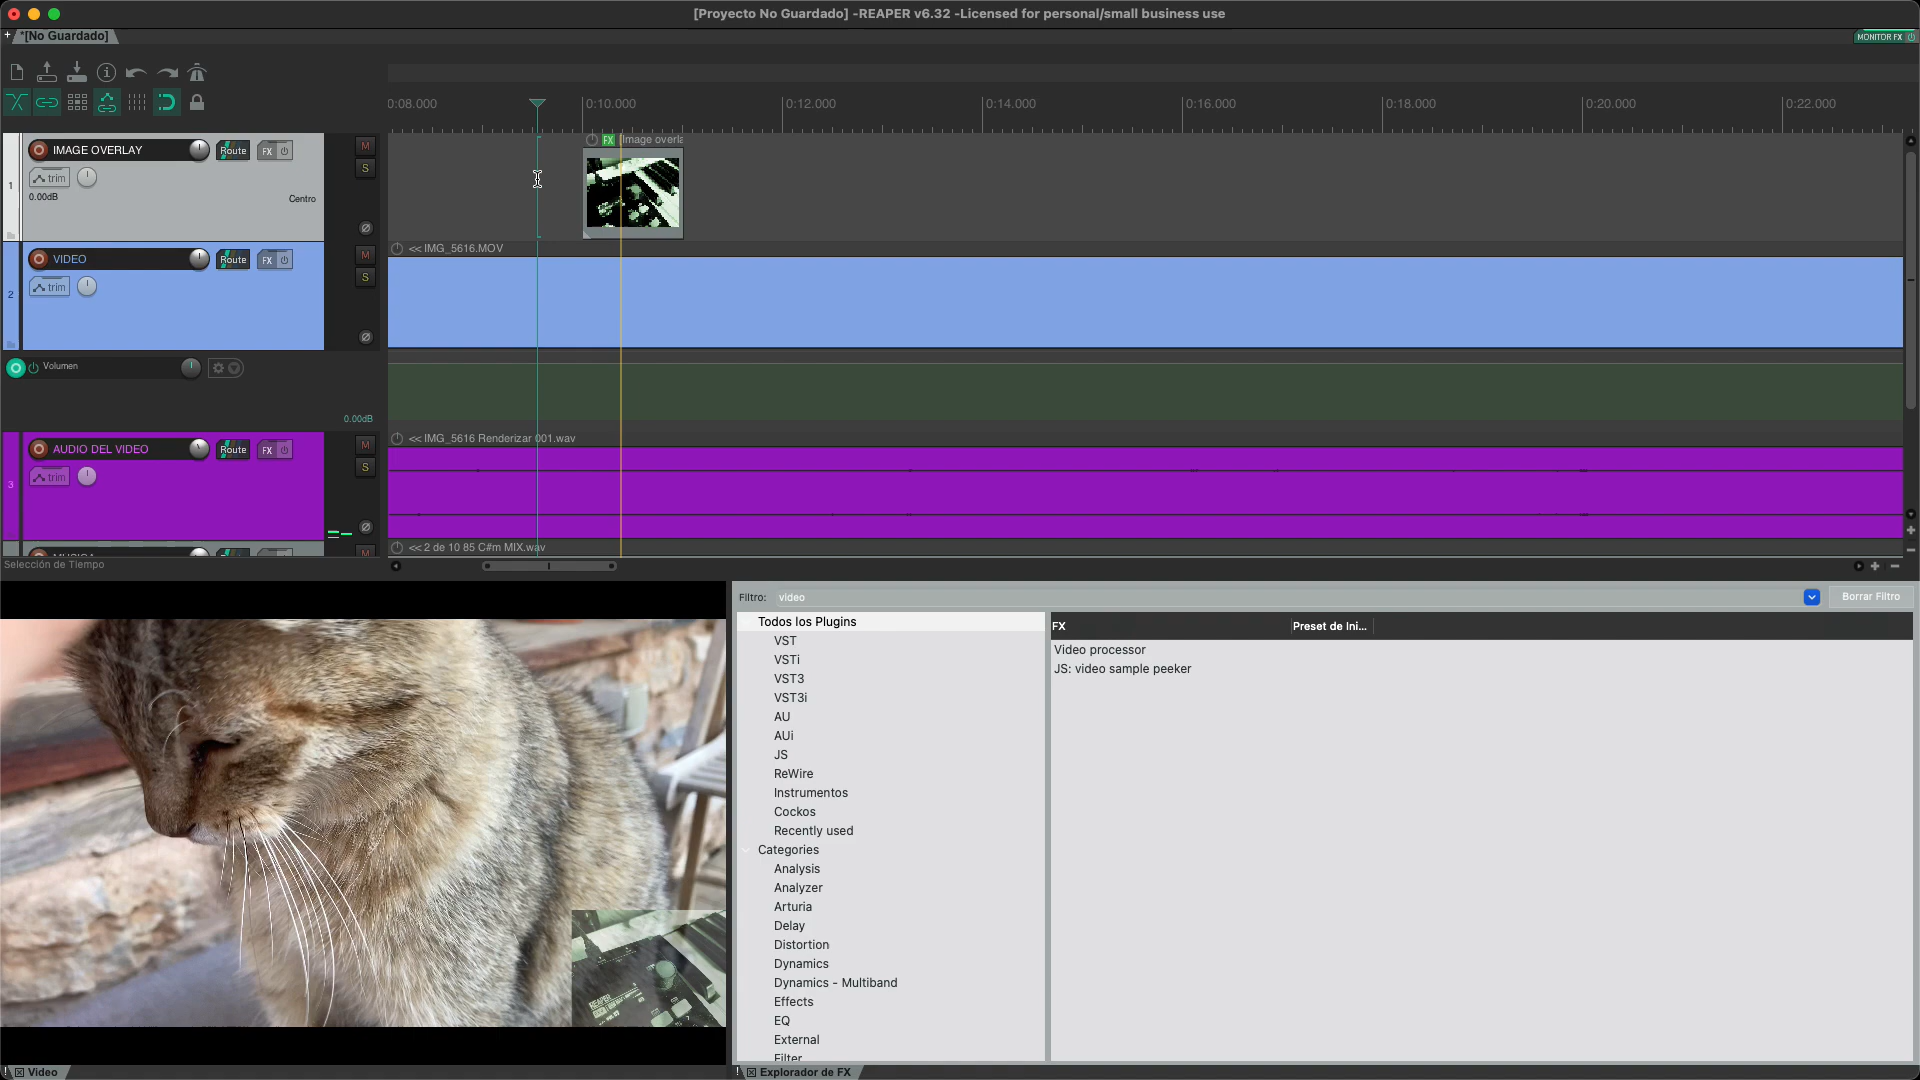 [Proyecto No Guardado] -REAPER v6.32 -Licensed for personal/small business use
+ *[No Guardado]
MONITOR FX
0:08.000 0:10.000 0:12.000 0:14.000 0:16.000 0:18.000 0:20.000 0:22.000
1
IMAGE OVERLAY
Route
FX
M
S
trim
0.00dB
Centro
FX Image overla
2
VIDEO
Route
FX
M
S
trim
<< IMG_5616.MOV
Volumen
0.00dB
3
AUDIO DEL VIDEO
Route
FX
M
S
trim
<< IMG_5616 Renderizar 001.wav
<< 2 de 10 85 C#m MIX.wav
Selección de Tiempo
REAPER
Filtro: video
Borrar Filtro
Todos los Plugins
VST
VSTi
VST3
VST3i
AU
AUi
JS
ReWire
Instrumentos
Cockos
Recently used
Categories
Analysis
Analyzer
Arturia
Delay
Distortion
Dynamics
Dynamics - Multiband
Effects
EQ
External
Filter
FX Preset de Ini...
Video processor
JS: video sample peeker
! Video
! Explorador de FX